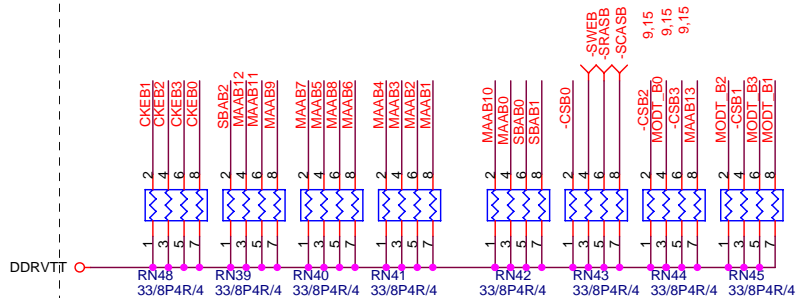 -SWEB
-SRASB
-SCASB
9,15
9,15
9,15
CKEB1
CKEB2
CKEB3
CKEB0
SBAB2
MAAB12
MAAB11
MAAB9
MAAB7
MAAB5
MAAB8
MAAB6
MAAB4
MAAB3
MAAB2
MAAB1
MAAB10
MAAB0
SBAB0
SBAB1
-CSB0
-CSB2
MODT_B0
-CSB3
MAAB13
MODT_B2
-CSB1
MODT_B3
MODT_B1
2 4 6 8 2 4 6 8 2 4 6 8 2 4 6 8 2 4 6 8 2 4 6 8 2 4 6 8 2 4 6 8
1 3 5 7 1 3 5 7 1 3 5 7 1 3 5 7 1 3 5 7 1 3 5 7 1 3 5 7 1 3 5 7
DDRVTT
RN48 RN39 RN40 RN41 RN42 RN43 RN44 RN45
33/8P4R/4 33/8P4R/4 33/8P4R/4 33/8P4R/4 33/8P4R/4 33/8P4R/4 33/8P4R/4 33/8P4R/4